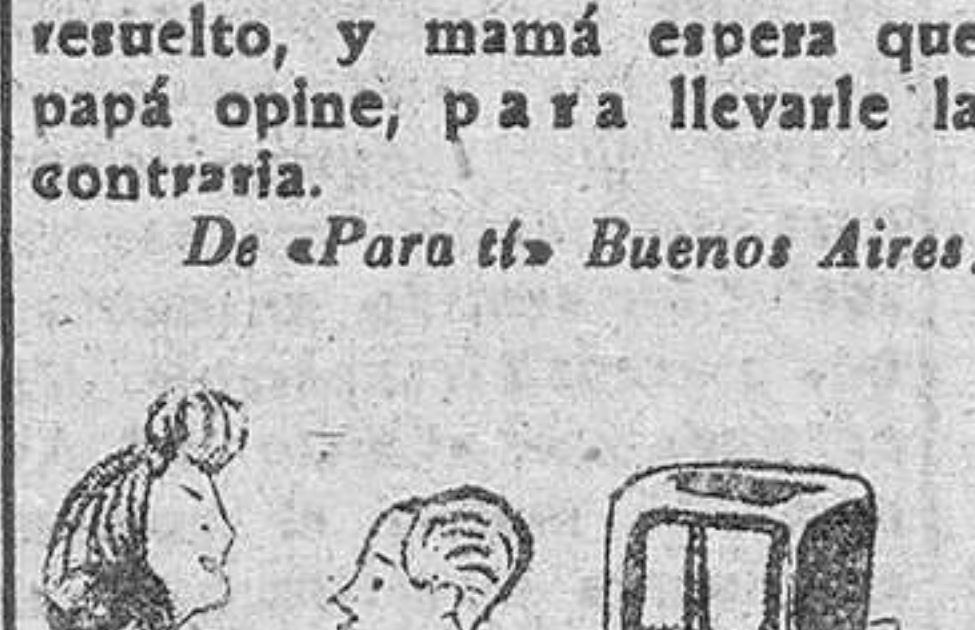 resuelto, y mamá espera que
papá opine, para llevarle la
contraria.
De «Para tí» Buenos Aires.